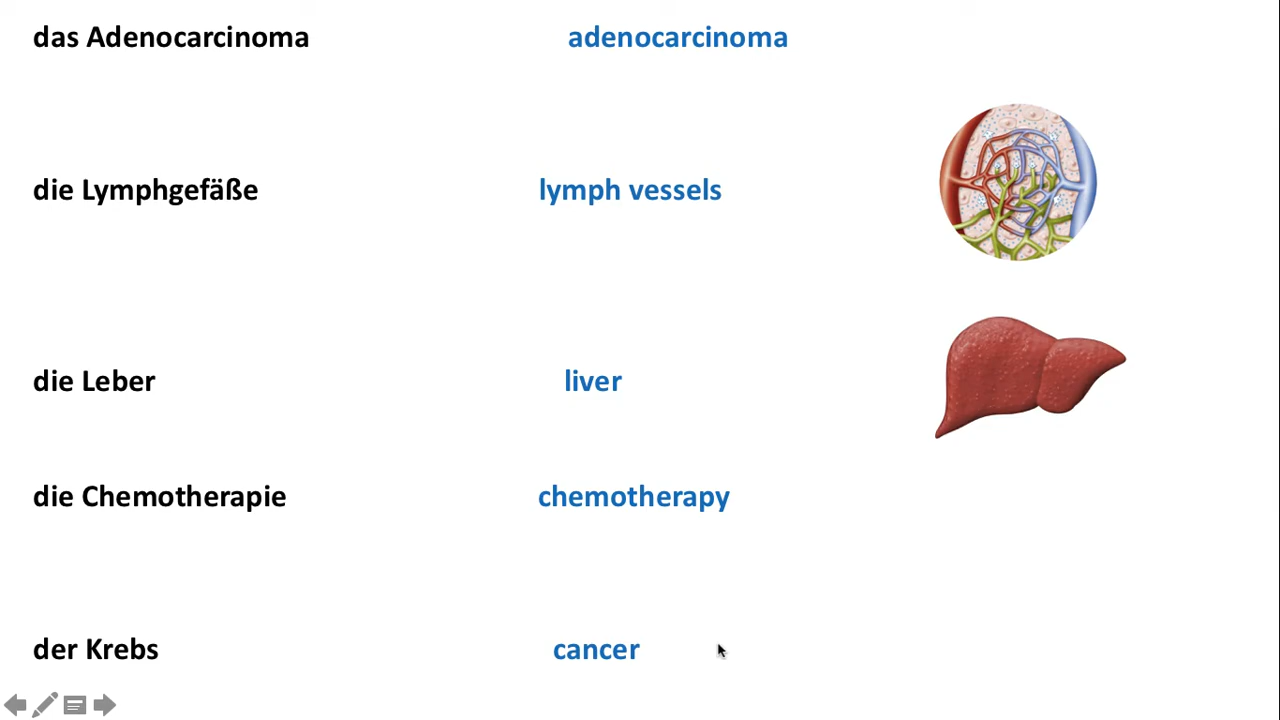 das Adenocarcinoma adenocarcinoma
die Lymphgefäße lymph vessels
die Leber liver
die Chemotherapie chemotherapy
der Krebs cancer